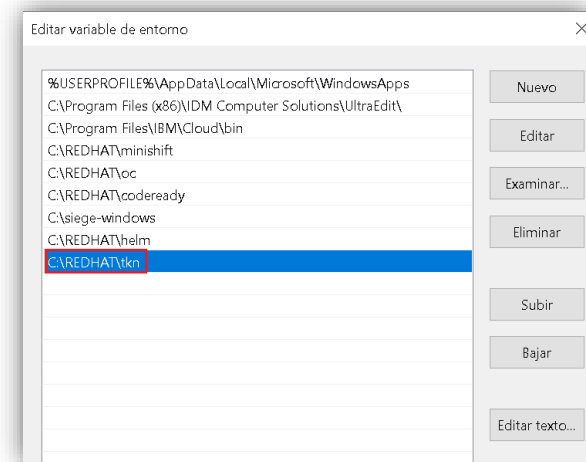 Editar variable de entorno
%USERPROFILE%\AppData\Local\Microsoft\WindowsApps
C:\Program Files (x86)\IDM Computer Solutions\UltraEdit\
C:\Program Files\IBM\Cloud\bin
C:\REDHAT\minishift
C:\REDHAT\oc
C:\REDHAT\codeready
C:\siege-windows
C:\REDHAT\helm
C:\REDHAT\tkn
Nuevo
Editar
Examinar...
Eliminar
Subir
Bajar
Editar texto...